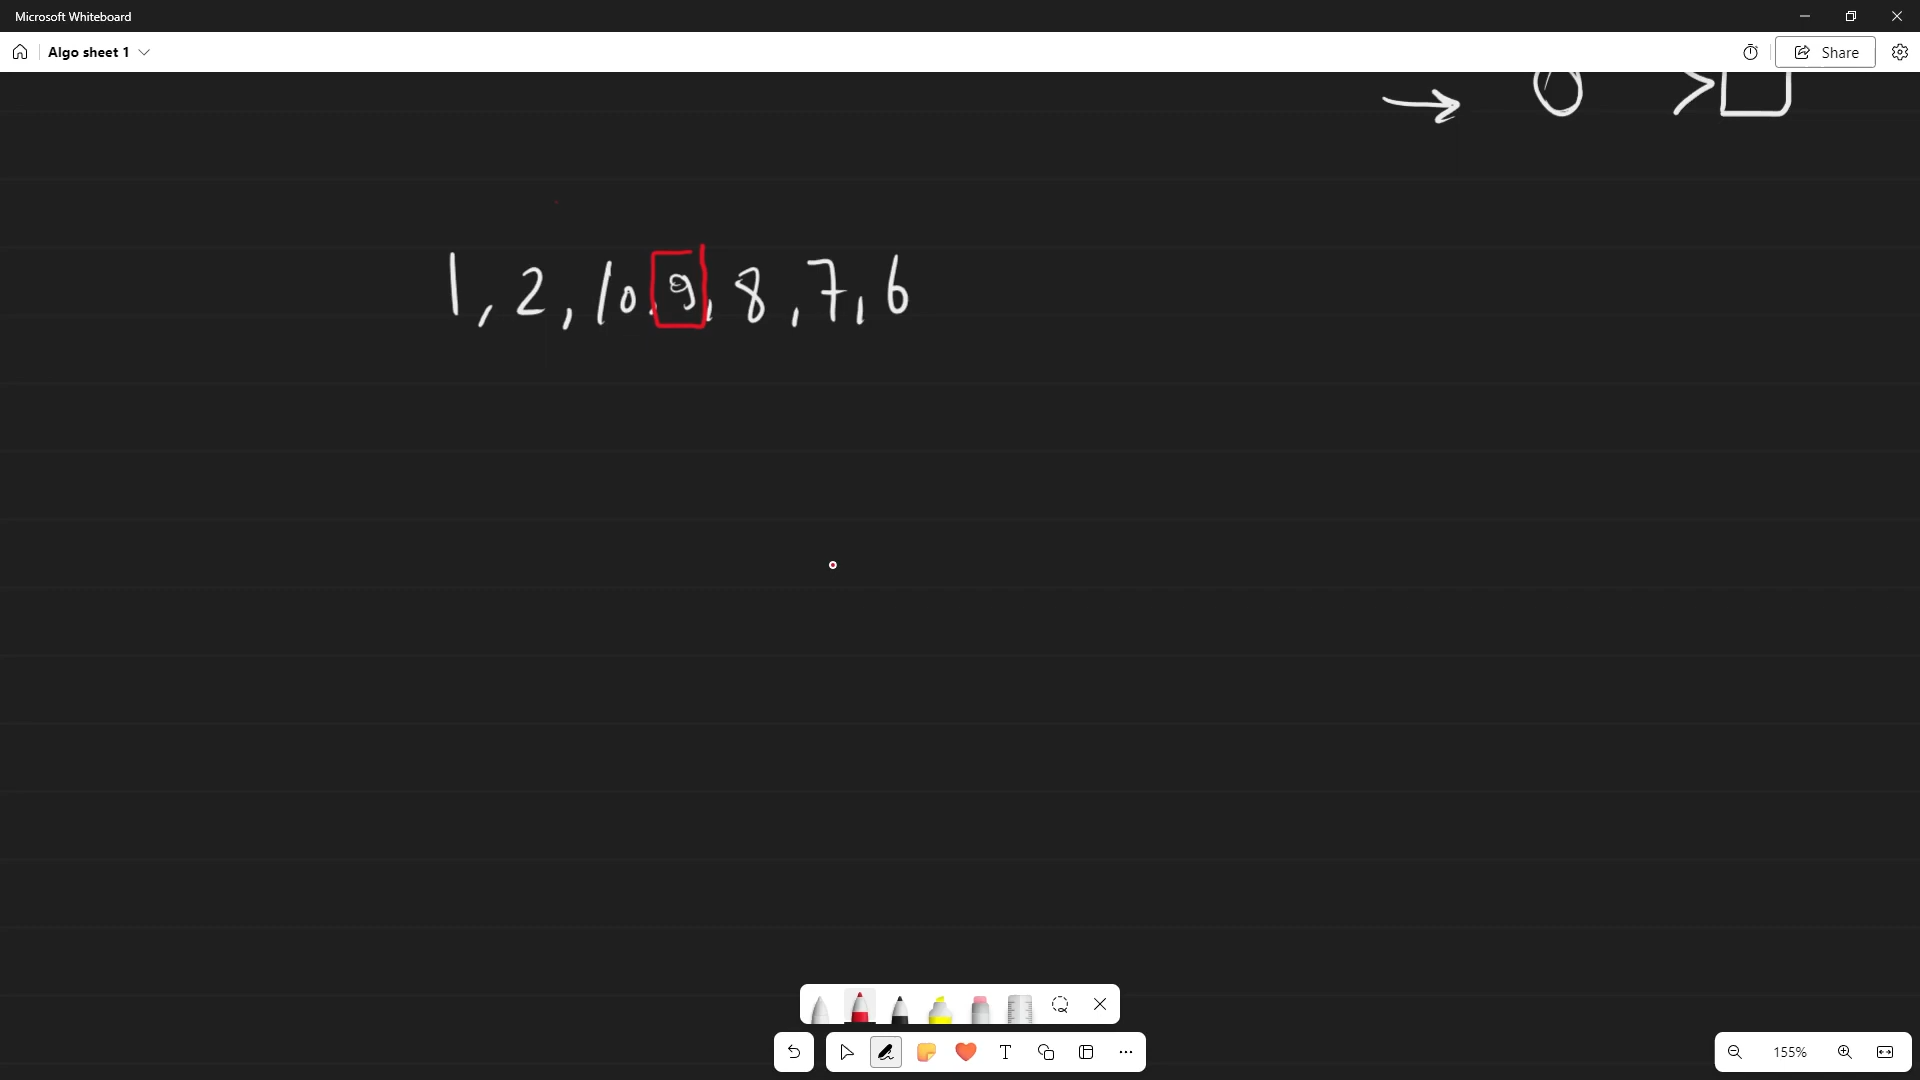 Microsoft Whiteboard
Algo sheet 1
Share
1, 2, 10, 9, 8, 7, 6
T
155%